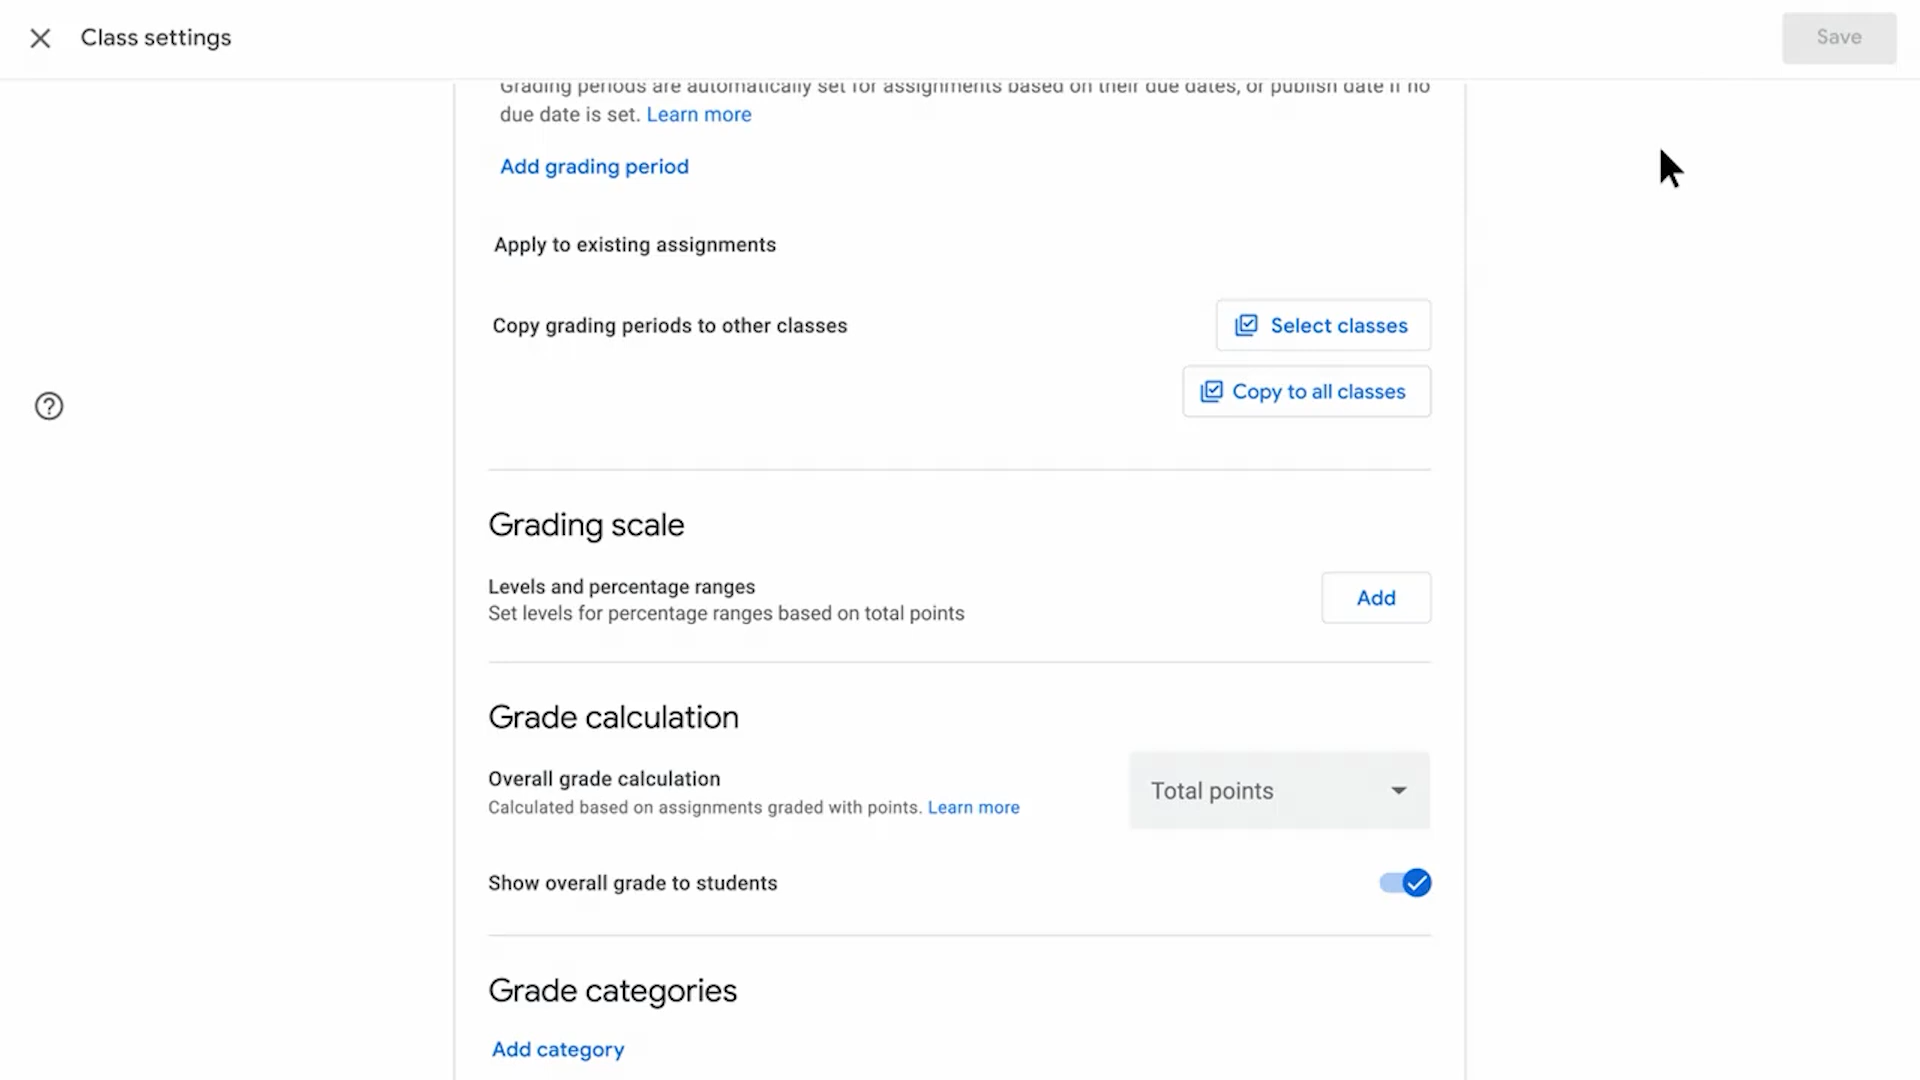 Class settings
Save
Grading periods are automatically set for assignments based on their due dates, or publish date if no
due date is set. Learn more
Add grading period
Apply to existing assignments
Copy grading periods to other classes
Select classes
Copy to all classes
Grading scale
Levels and percentage ranges
Set levels for percentage ranges based on total points
Add
Grade calculation
Overall grade calculation
Calculated based on assignments graded with points. Learn more
Total points
Show overall grade to students
Grade categories
Add category